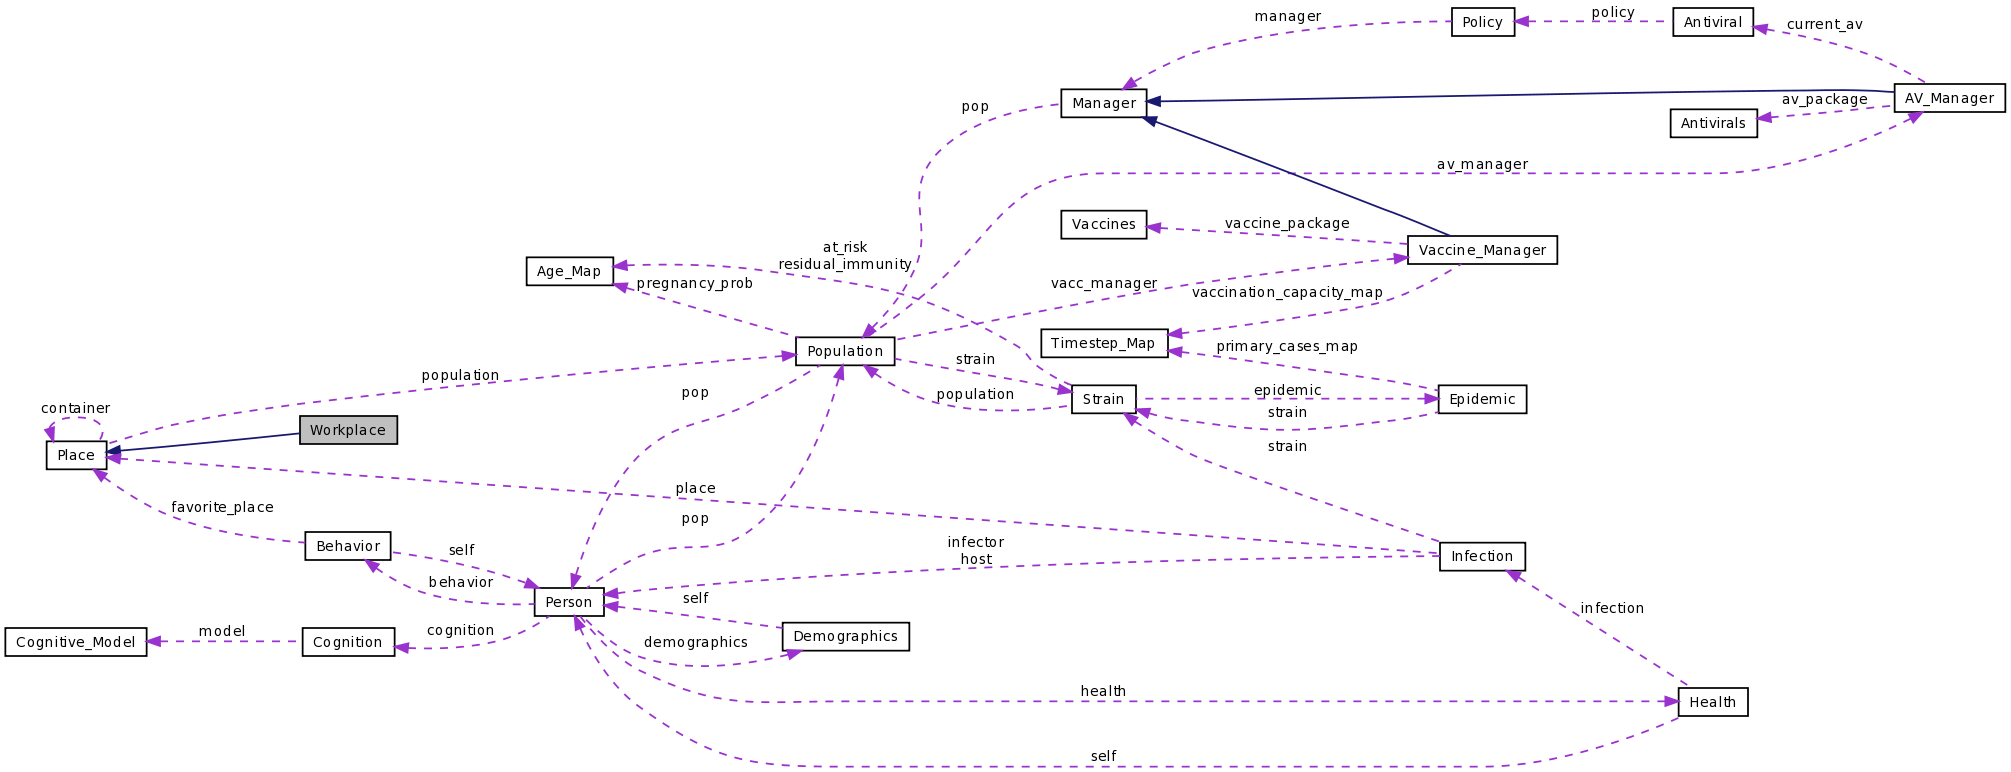 manager
Policy
policy
Antiviral
current_av
Manager
pop
av_package
AV_Manager
Antivirals
av_manager
Vaccines
vaccine_package
Vaccine_Manager
at_risk
residual_immunity
Age_Map
pregnancy_prob
vacc_manager
vaccination_capacity_map
Timestep_Map
primary_cases_map
Population
strain
population
container
pop
population
Strain
epidemic
Epidemic
strain
Workplace
Place
strain
place
favorite_place
pop
Behavior
self
infector
host
Infection
behavior
Person
self
infection
Cognitive_Model
model
Cognition
cognition
demographics
Demographics
health
Health
self